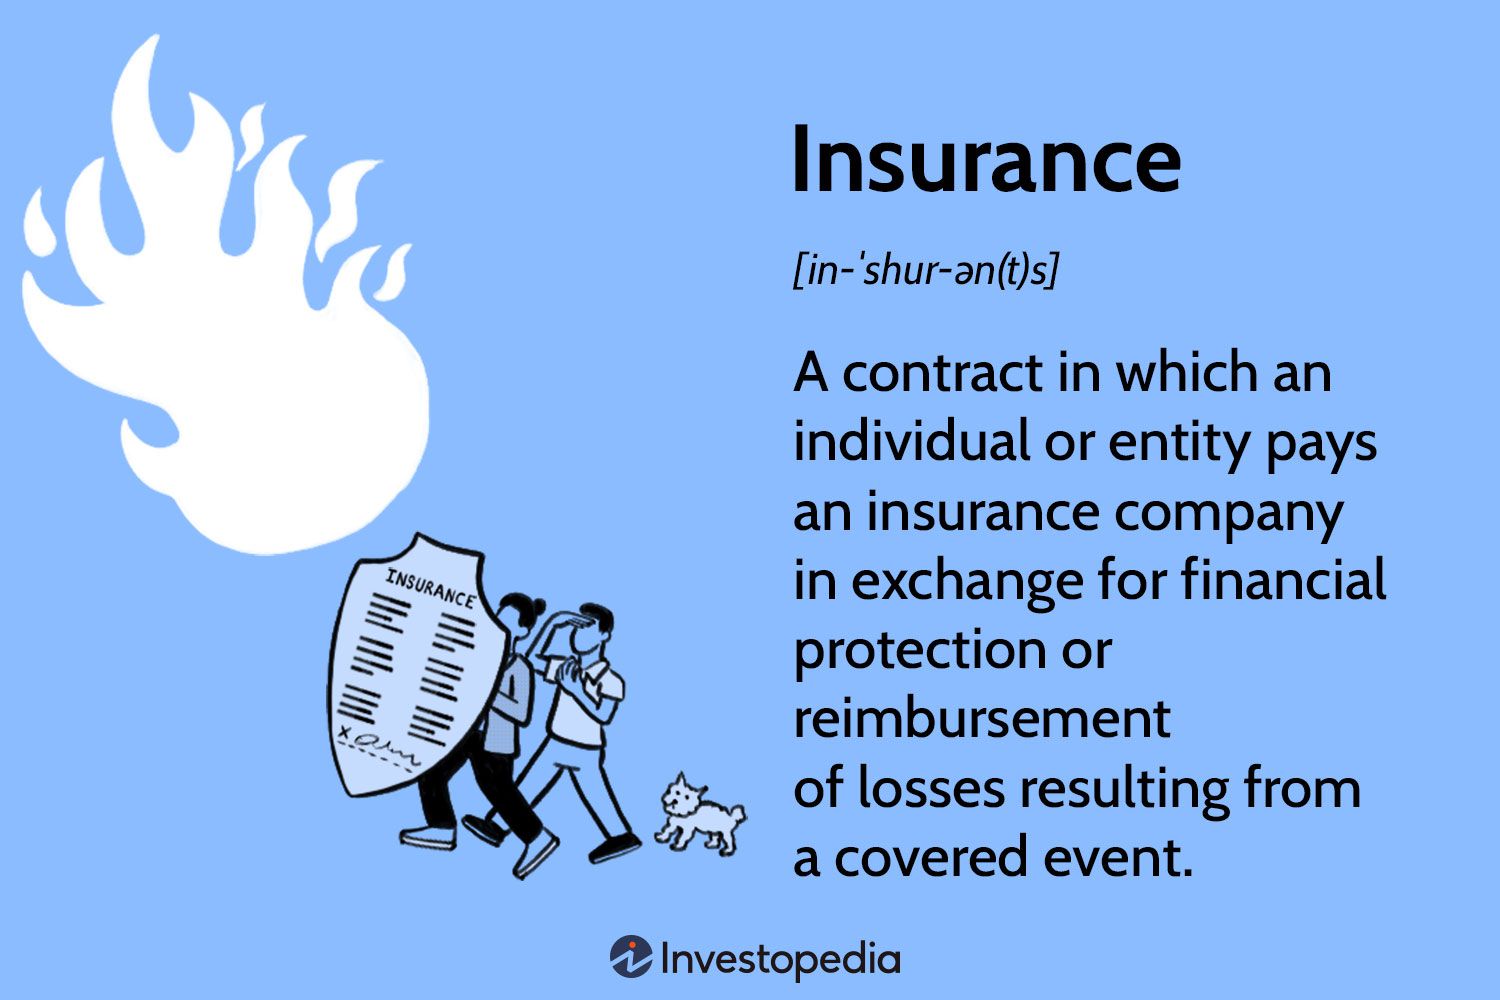 Insurance
[in-ˈshur-ən(t)s]
A contract in which an
individual or entity pays
an insurance company
in exchange for financial
protection or
reimbursement
of losses resulting from
a covered event.
INSURANCE
x
Investopedia